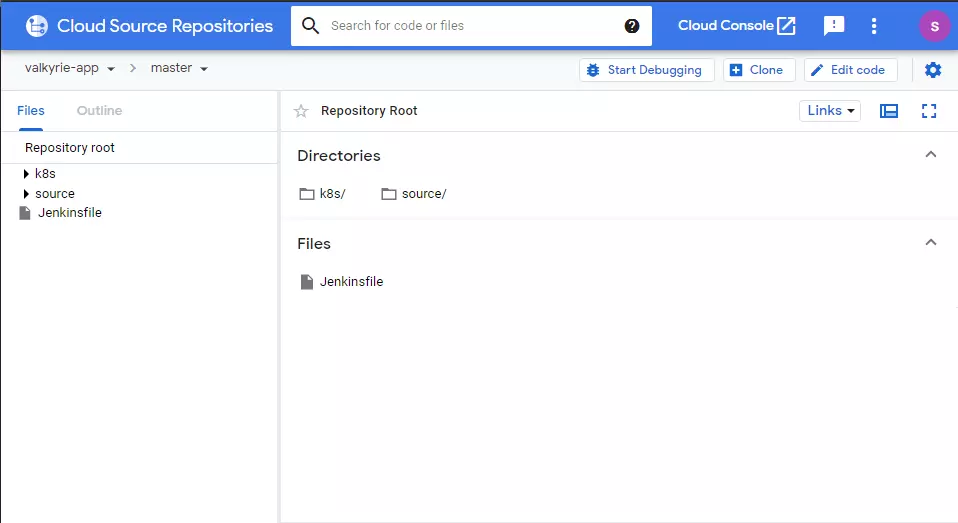 Cloud Source Repositories Search for code or files ? Cloud Console ! S
valkyrie-app master Start Debugging Clone Edit code
Files Outline Repository Root Links
Repository root
k8s
source
Jenkinsfile
Directories
k8s/ source/
Files
Jenkinsfile